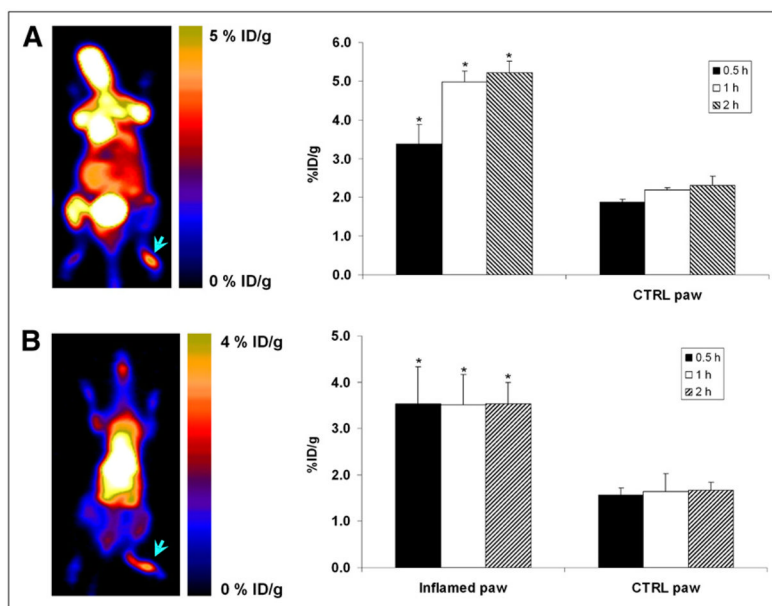 A
5 % ID/g
0 % ID/g
%ID/g
6.0
5.0
4.0
3.0
2.0
1.0
0.0
*
*
*
0.5 h
1 h
2 h
CTRL paw
B
4 % ID/g
0 % ID/g
%ID/g
5.0
4.0
3.0
2.0
1.0
0.0
*
*
*
0.5 h
1 h
2 h
Inflamed paw
CTRL paw